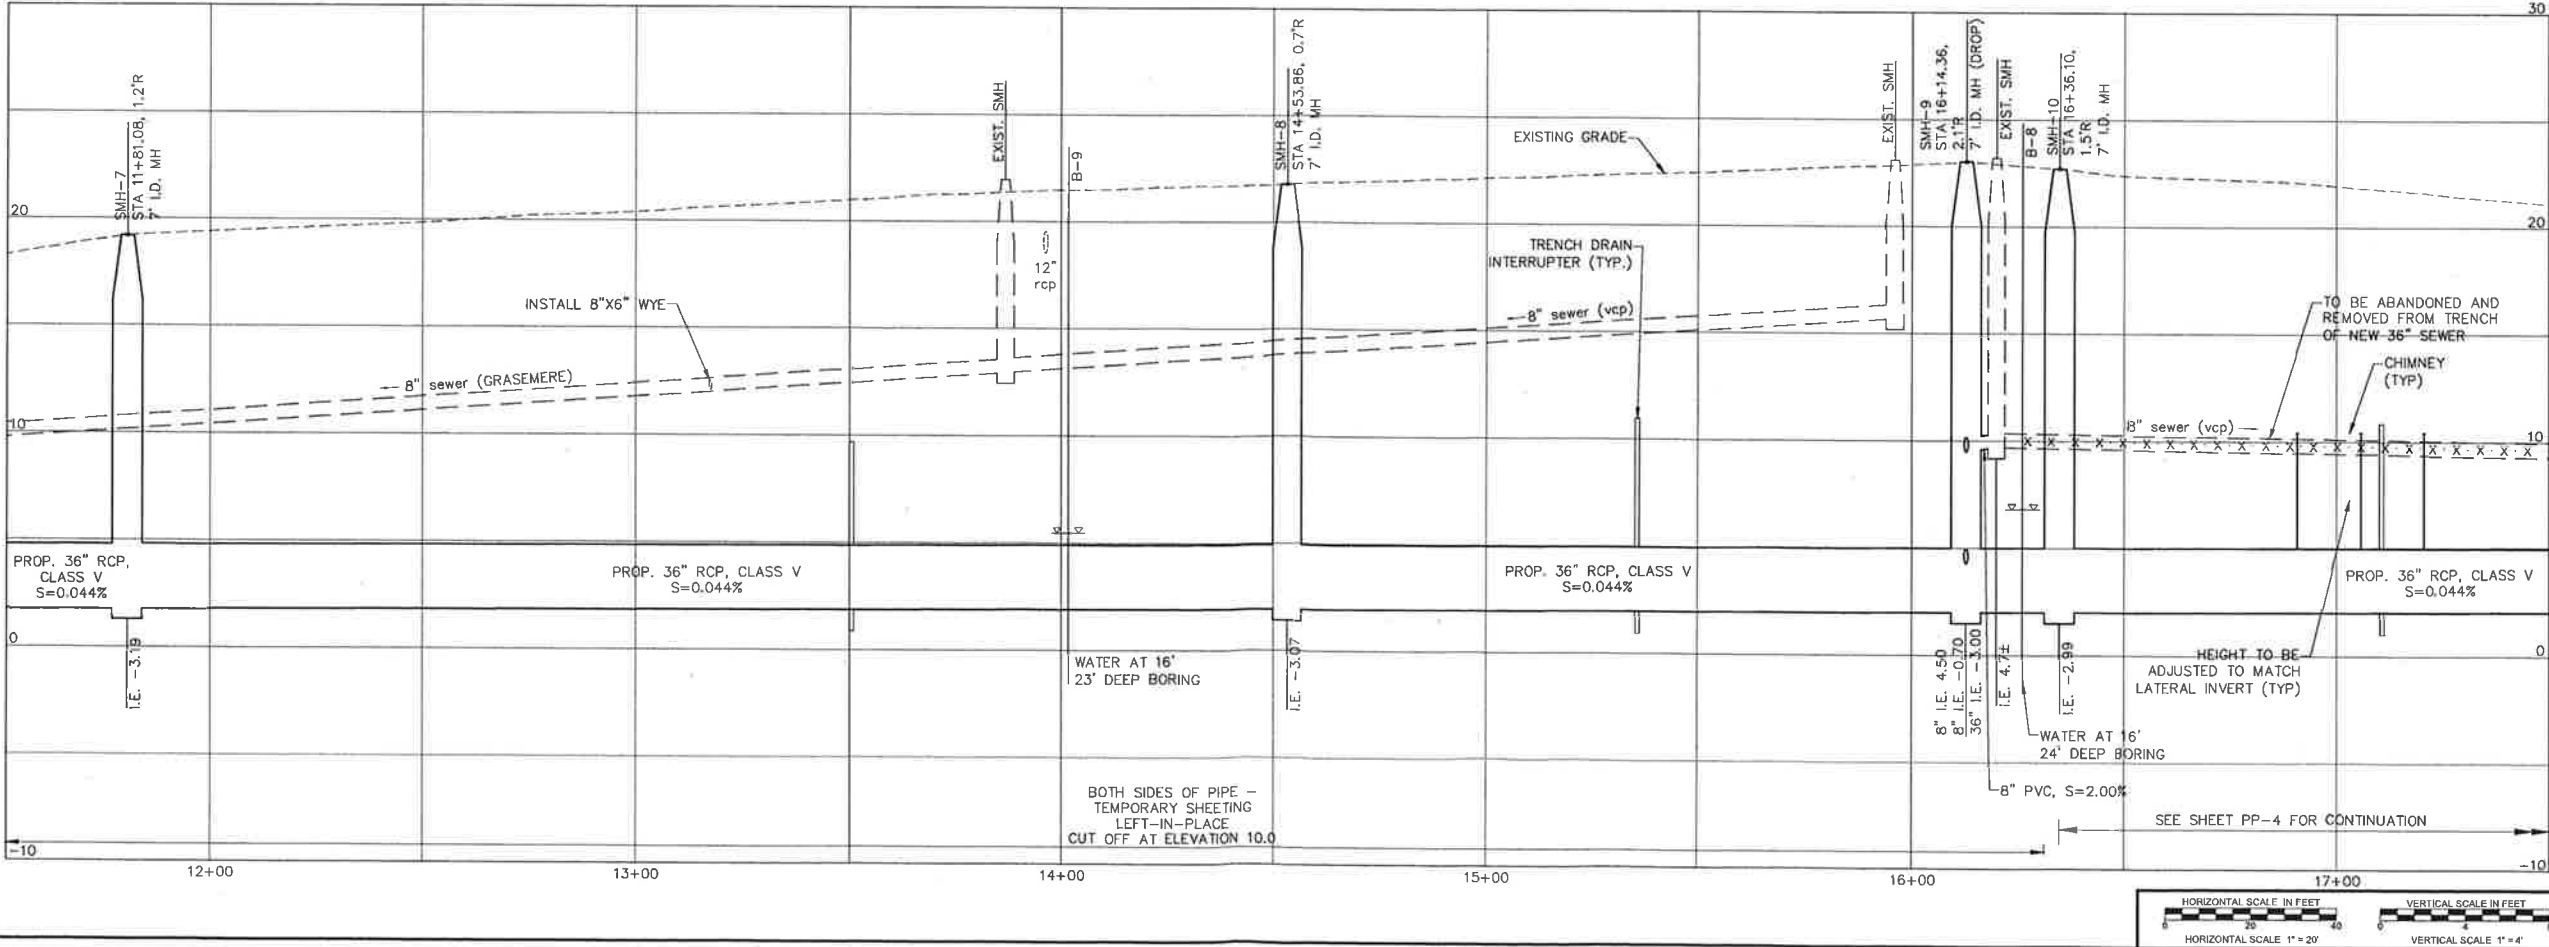 30
SMH-7
STA 11+81.08, 1.2'R
7' I.D. MH
EXIST. SMH
B-9
SMH-8
STA 14+53.86, 0.7'R
7' I.D. MH
EXISTING GRADE
EXIST. SMH
SMH-9
STA 16+14.36,
2.1'R
7' I.D. MH (DROP)
EXIST. SMH
B-8
SMH-10
STA 16+36.10,
1.5'R
7' I.D. MH
20
20
12"
rcp
TRENCH DRAIN
INTERRUPTER (TYP.)
INSTALL 8"X6" WYE
8" sewer (vcp)
TO BE ABANDONED AND
REMOVED FROM TRENCH
OF NEW 36" SEWER
CHIMNEY
(TYP)
8" sewer (GRASEMERE)
10
8" sewer (vcp)
10
PROP. 36" RCP,
CLASS V
S=0.044%
PROP. 36" RCP, CLASS V
S=0.044%
PROP. 36" RCP, CLASS V
S=0.044%
PROP. 36" RCP, CLASS V
S=0.044%
0
0
I.E. -3.19
WATER AT 16'
23' DEEP BORING
I.E. -3.07
8" I.E. 4.50
8" I.E. -0.70
36" I.E. -3.00
I.E. 4.7±
I.E. -2.99
HEIGHT TO BE
ADJUSTED TO MATCH
LATERAL INVERT (TYP)
WATER AT 16'
24' DEEP BORING
8" PVC, S=2.00%
BOTH SIDES OF PIPE -
TEMPORARY SHEETING
LEFT-IN-PLACE
CUT OFF AT ELEVATION 10.0
SEE SHEET PP-4 FOR CONTINUATION
-10
-10
12+00
13+00
14+00
15+00
16+00
17+00
HORIZONTAL SCALE IN FEET
0 20 40
HORIZONTAL SCALE 1" = 20'
VERTICAL SCALE IN FEET
0 4
VERTICAL SCALE 1" = 4'